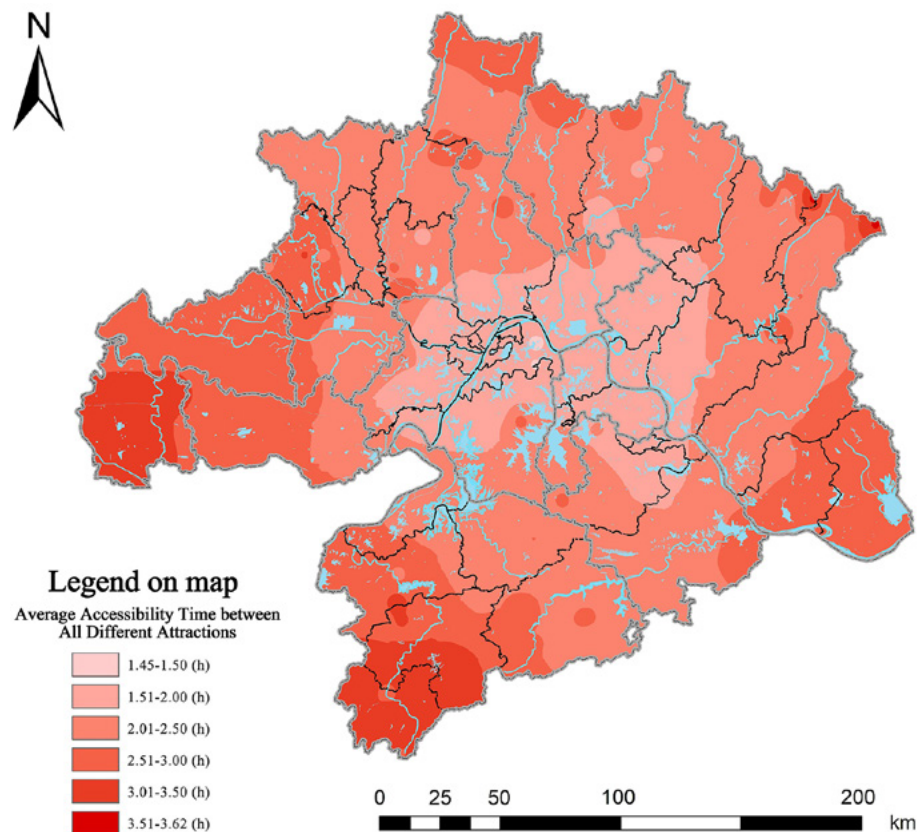 N
Legend on map
Average Accessibility Time between
All Different Attractions
1.45-1.50 (h)
1.51-2.00 (h)
2.01-2.50 (h)
2.51-3.00 (h)
3.01-3.50 (h)
3.51-3.62 (h)
0 25 50 100 200
km